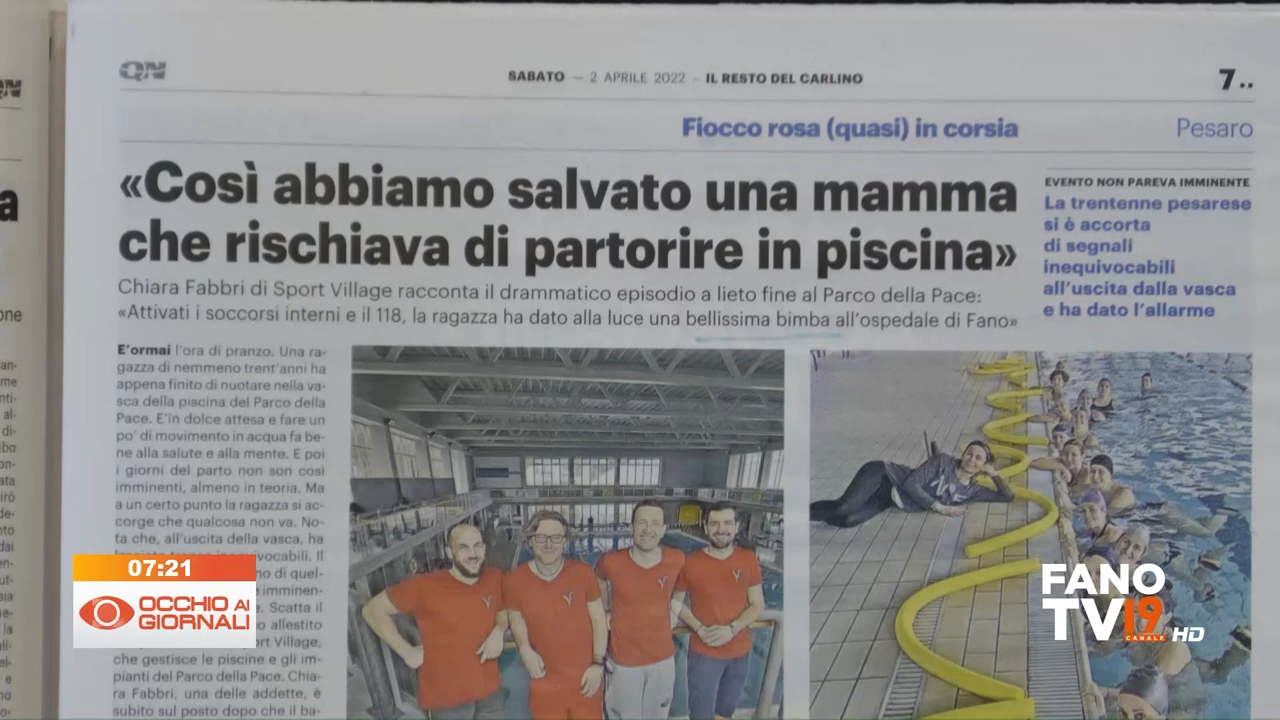 QN
SABATO — 2 APRILE 2022 – IL RESTO DEL CARLINO
7..
Fiocco rosa (quasi) in corsia
Pesaro
«Così abbiamo salvato una mamma
che rischiava di partorire in piscina»
Chiara Fabbri di Sport Village racconta il drammatico episodio a lieto fine al Parco della Pace:
«Attivati i soccorsi interni e il 118, la ragazza ha dato alla luce una bellissima bimba all'ospedale di Fano»
EVENTO NON PAREVA IMMINENTE
La trentenne pesarese
si è accorta
di segnali
inequivocabili
all'uscita dalla vasca
e ha dato l'allarme
E'ormai l'ora di pranzo. Una ra-
gazza di nemmeno trent'anni ha
appena finito di nuotare nella va-
sca della piscina del Parco della
Pace. E'in dolce attesa e fare un
po' di movimento in acqua fa be-
ne alla salute e alla mente. E poi
i giorni del parto non son così
imminenti, almeno in teoria. Ma
a un certo punto la ragazza si ac-
corge che qualcosa non va. No-
ta che, all'uscita della vasca, ha
Il
no di quel-
imminen-
e. Scatta il
o allestito
rt Village,
che gestisce le piscine e gli im-
pianti del Parco della Pace. Chia-
ra Fabbri, una delle addette, è
subito sul posto dopo che il ba-
07:21
OCCHIO AI
GIORNALI
FANO
TV19
CANALE HD